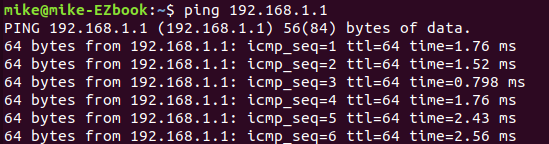 mike@mike-EZbook:~$ ping 192.168.1.1
PING 192.168.1.1 (192.168.1.1) 56(84) bytes of data.
64 bytes from 192.168.1.1: icmp_seq=1 ttl=64 time=1.76 ms
64 bytes from 192.168.1.1: icmp_seq=2 ttl=64 time=1.52 ms
64 bytes from 192.168.1.1: icmp_seq=3 ttl=64 time=0.798 ms
64 bytes from 192.168.1.1: icmp_seq=4 ttl=64 time=1.76 ms
64 bytes from 192.168.1.1: icmp_seq=5 ttl=64 time=2.43 ms
64 bytes from 192.168.1.1: icmp_seq=6 ttl=64 time=2.56 ms